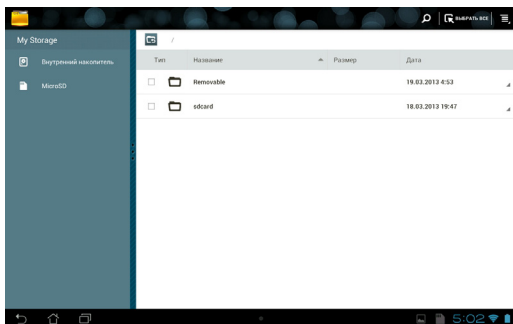 ВЫБРАТЬ ВСЕ
My Storage
/
Внутренний накопитель
MicroSD
Тип Название Размер Дата
Removable 19.03.2013 4:53
sdcard 18.03.2013 19:47
5:02